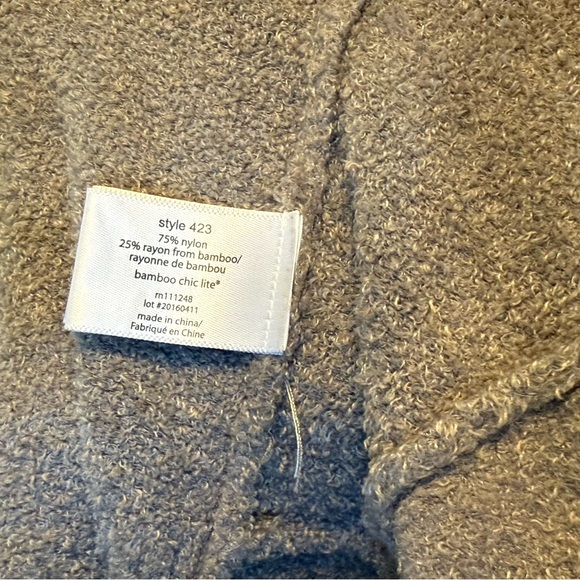 style 423
75% nylon
25% rayon from bamboo/
rayonne de bambou
bamboo chic lite®
rn111248
lot #20160411
made in china/
Fabriqué en Chine